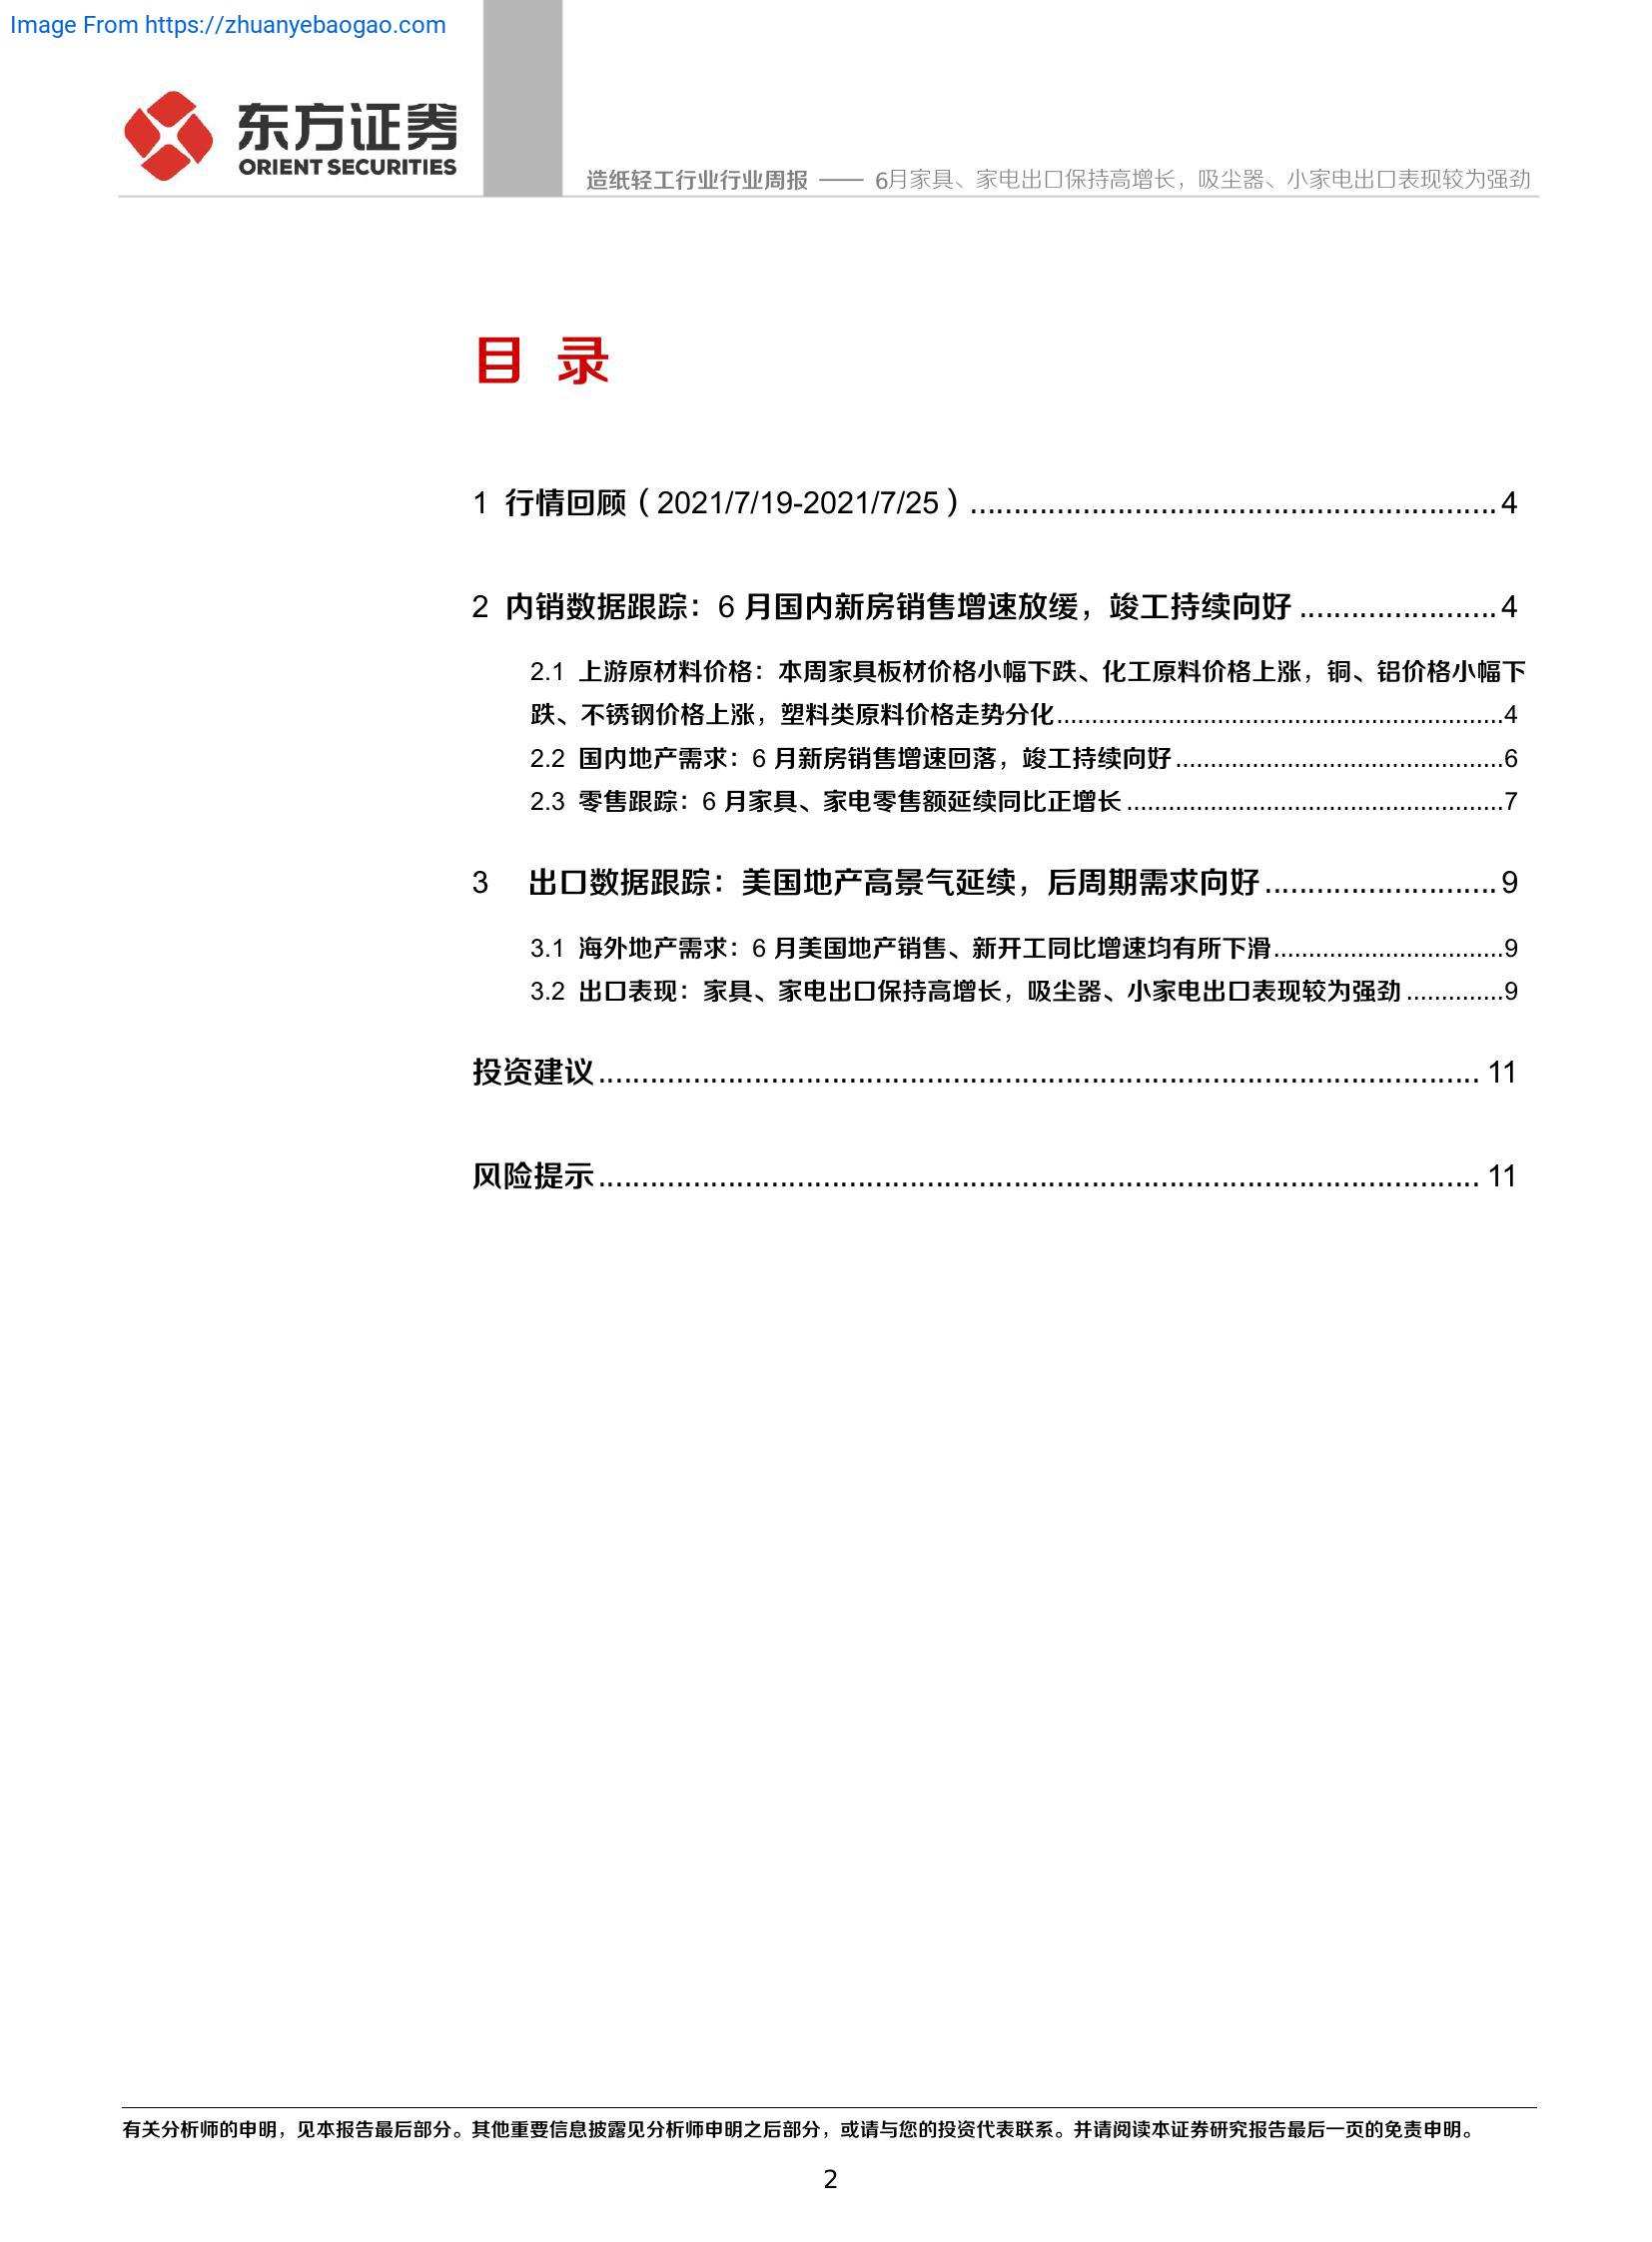 Image From https://zhuanyebaogao.com
东方证券
ORIENT SECURITIES
造纸轻工行业行业周报 —— 6月家具、家电出口保持高增长，吸尘器、小家电出口表现较为强劲
目 录
1 行情回顾（2021/7/19-2021/7/25）................................................................4
2 内销数据跟踪：6 月国内新房销售增速放缓，竣工持续向好.......................4
2.1 上游原材料价格：本周家具板材价格小幅下跌、化工原料价格上涨，铜、铝价格小幅下
跌、不锈钢价格上涨，塑料类原料价格走势分化................................................................4
2.2 国内地产需求：6 月新房销售增速回落，竣工持续向好...............................................6
2.3 零售跟踪：6 月家具、家电零售额延续同比正增长......................................................7
3 出口数据跟踪：美国地产高景气延续，后周期需求向好...........................9
3.1 海外地产需求：6 月美国地产销售、新开工同比增速均有所下滑.................................9
3.2 出口表现：家具、家电出口保持高增长，吸尘器、小家电出口表现较为强劲..............9
投资建议...................................................................................................... 11
风险提示...................................................................................................... 11
有关分析师的申明，见本报告最后部分。其他重要信息披露见分析师申明之后部分，或请与您的投资代表联系。并请阅读本证券研究报告最后一页的免责申明。
2